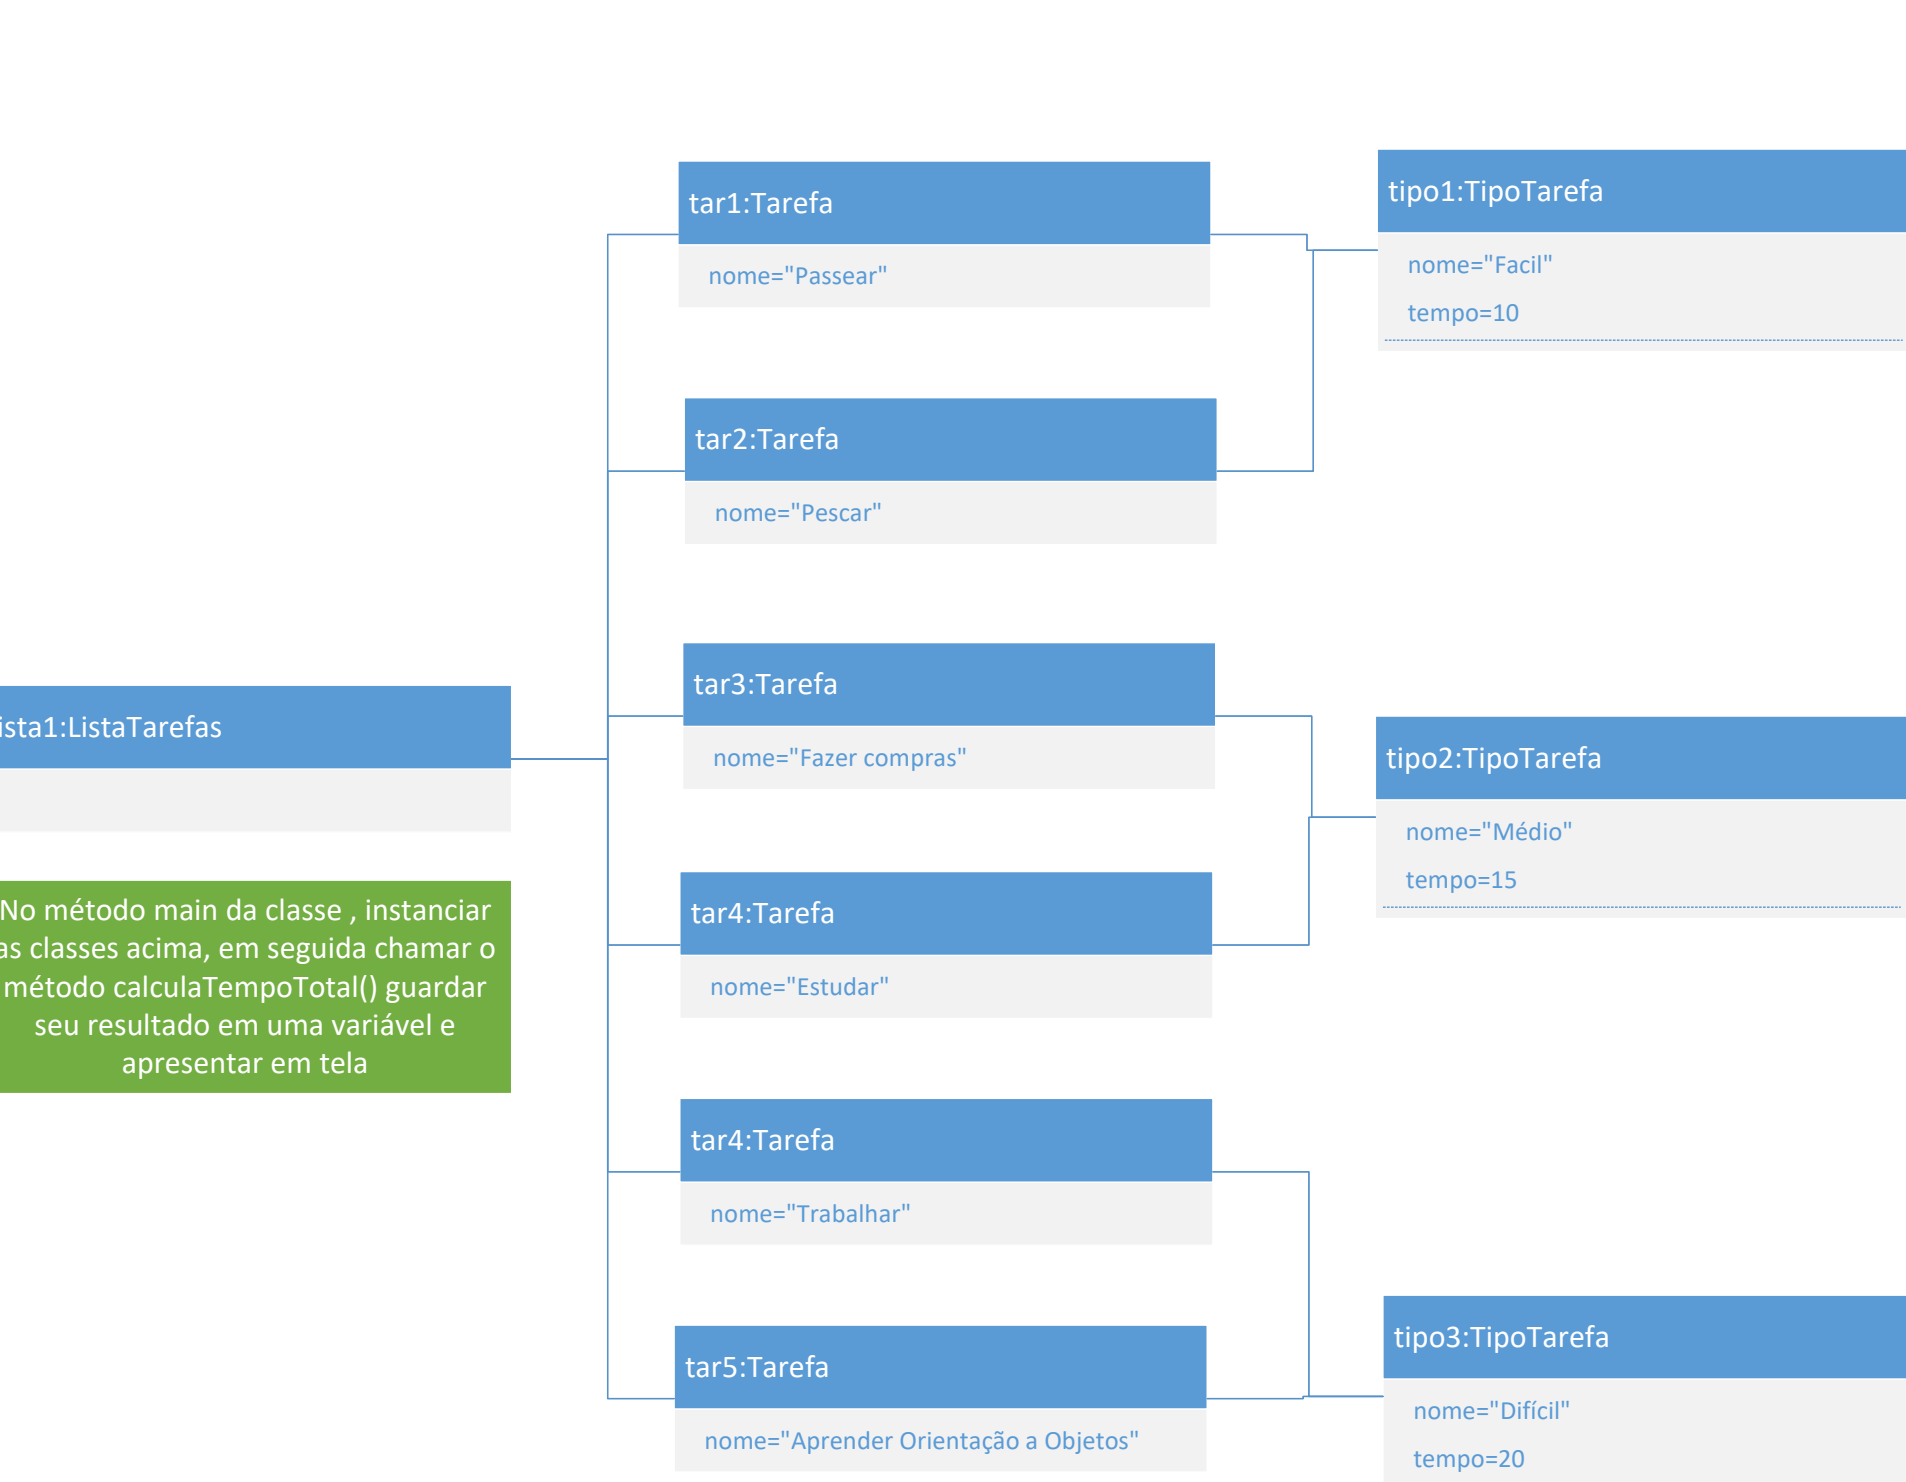 tar1:Tarefa
nome="Passear"
tipo1:TipoTarefa
nome="Facil"
tempo=10
tar2:Tarefa
nome="Pescar"
tar3:Tarefa
nome="Fazer compras"
ista1:ListaTarefas
tipo2:TipoTarefa
nome="Médio"
tempo=15
No método main da classe , instanciar
as classes acima, em seguida chamar o
método calculaTempoTotal() guardar
seu resultado em uma variável e
apresentar em tela
tar4:Tarefa
nome="Estudar"
tar4:Tarefa
nome="Trabalhar"
tar5:Tarefa
nome="Aprender Orientação a Objetos"
tipo3:TipoTarefa
nome="Difícil"
tempo=20